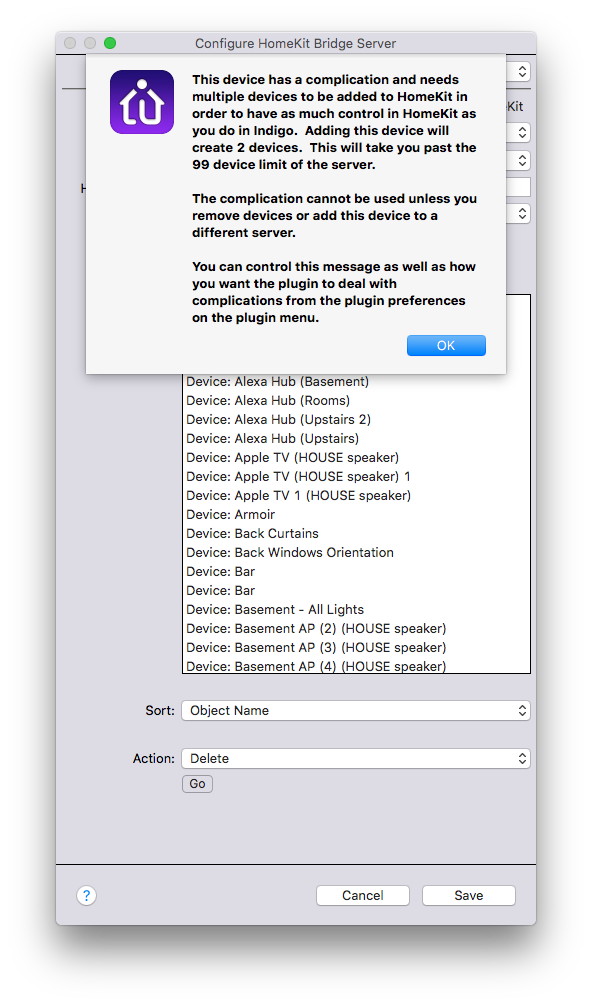 Configure HomeKit Bridge Server
This device has a complication and needs
multiple devices to be added to HomeKit in
order to have as much control in HomeKit as
you do in Indigo.  Adding this device will
create 2 devices.  This will take you past the
99 device limit of the server.
The complication cannot be used unless you
remove devices or add this device to a
different server.
You can control this message as well as how
you want the plugin to deal with
complications from the plugin preferences
on the plugin menu.
OK
Device: Alexa Hub (Basement)
Device: Alexa Hub (Rooms)
Device: Alexa Hub (Upstairs 2)
Device: Alexa Hub (Upstairs)
Device: Apple TV (HOUSE speaker)
Device: Apple TV (HOUSE speaker) 1
Device: Apple TV 1 (HOUSE speaker)
Device: Armoir
Device: Back Curtains
Device: Back Windows Orientation
Device: Bar
Device: Bar
Device: Basement - All Lights
Device: Basement AP (2) (HOUSE speaker)
Device: Basement AP (3) (HOUSE speaker)
Device: Basement AP (4) (HOUSE speaker)
Sort: Object Name
Action: Delete
Go
? Cancel Save